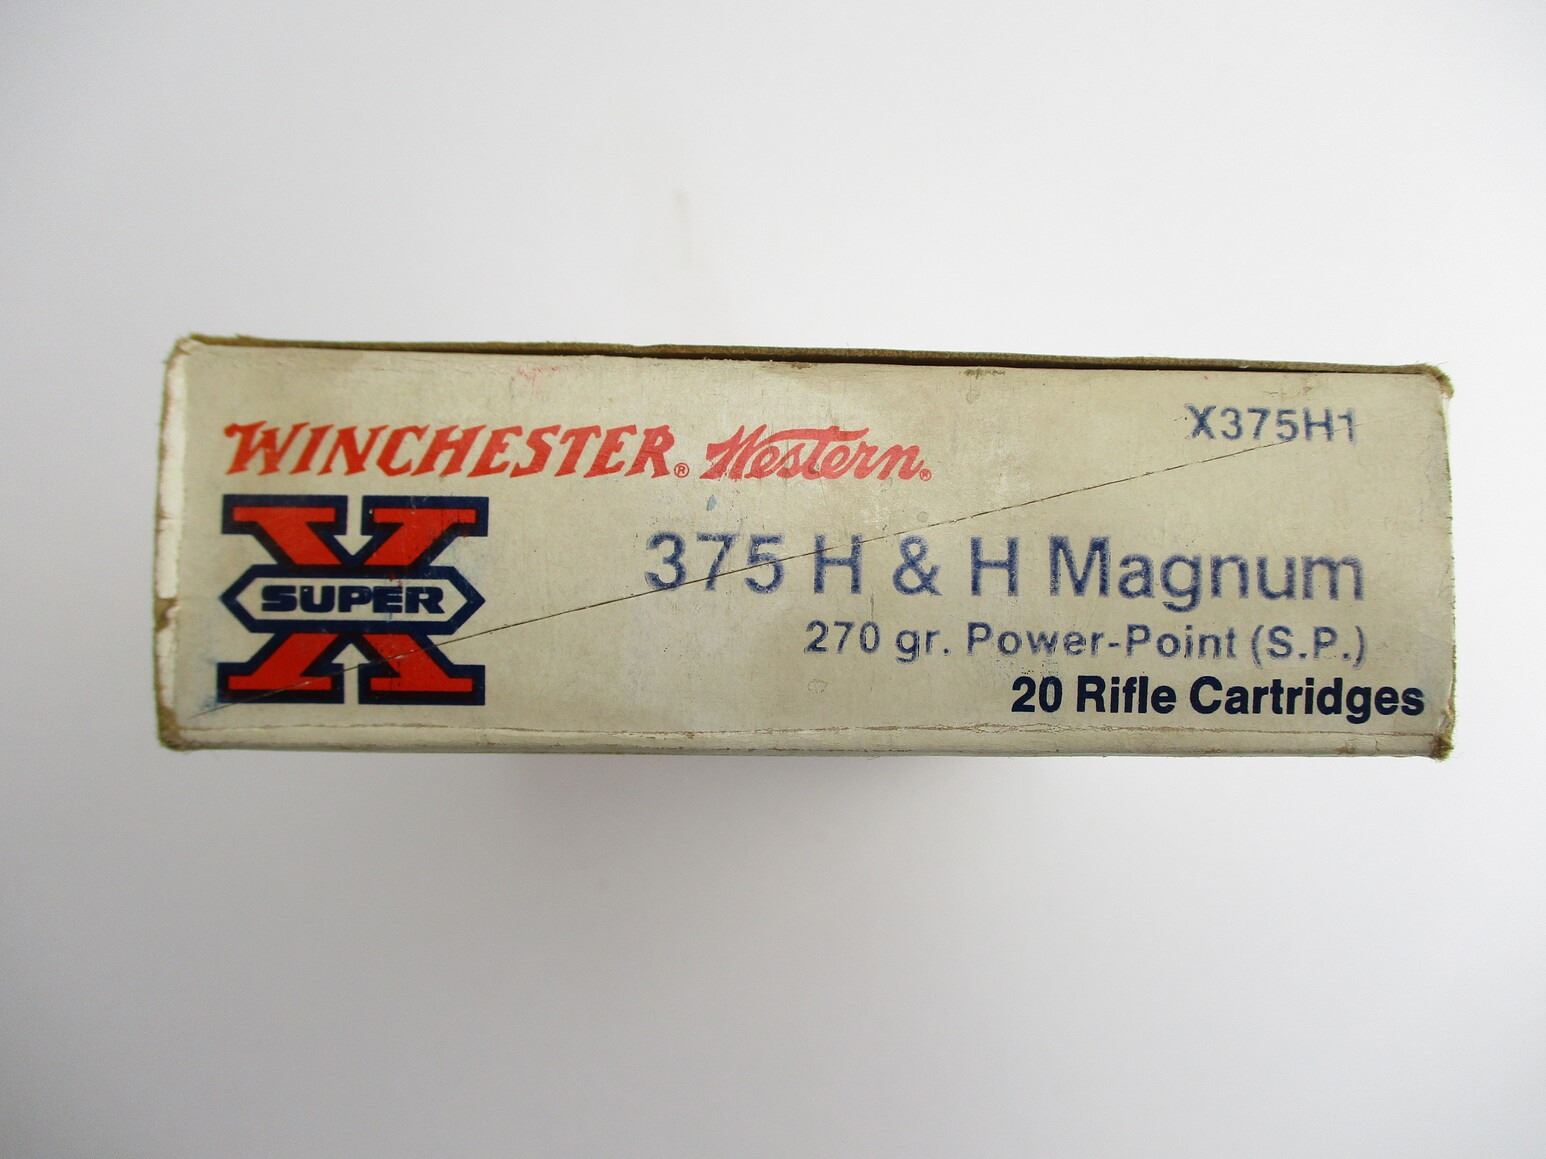 WINCHESTER® Western®
X375H1
SUPER X
375 H & H Magnum
270 gr. Power-Point (S.P.)
20 Rifle Cartridges